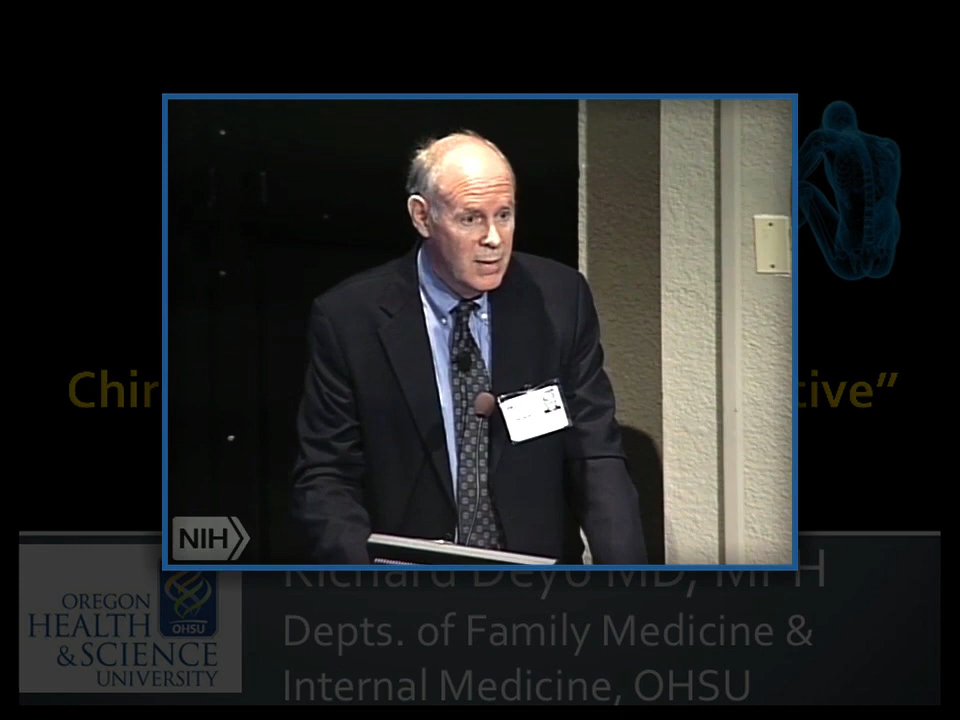 Chir
tive”
NIH
Richard Deyo MD, MPH
OREGON
HEALTH
OHSU
& SCIENCE
UNIVERSITY
Depts. of Family Medicine &
Internal Medicine, OHSU